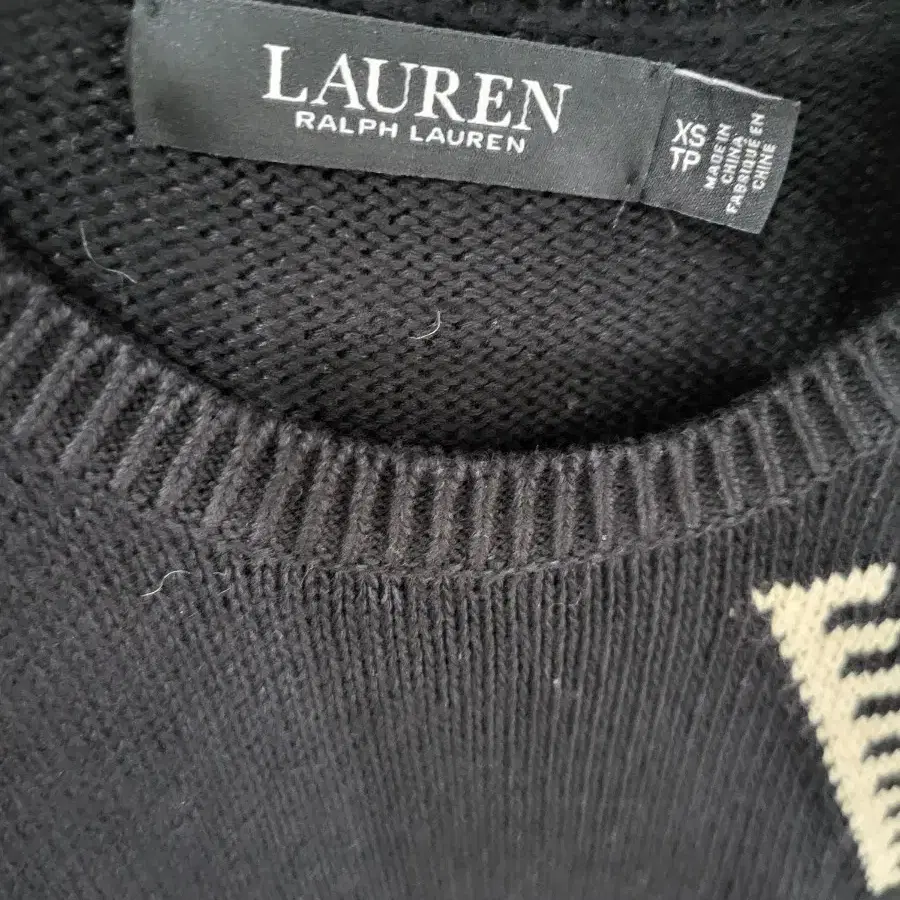 LAUREN
RALPH LAUREN
XS
TP
MADE IN
CHINA
FABRIQUÉ EN
CHINE